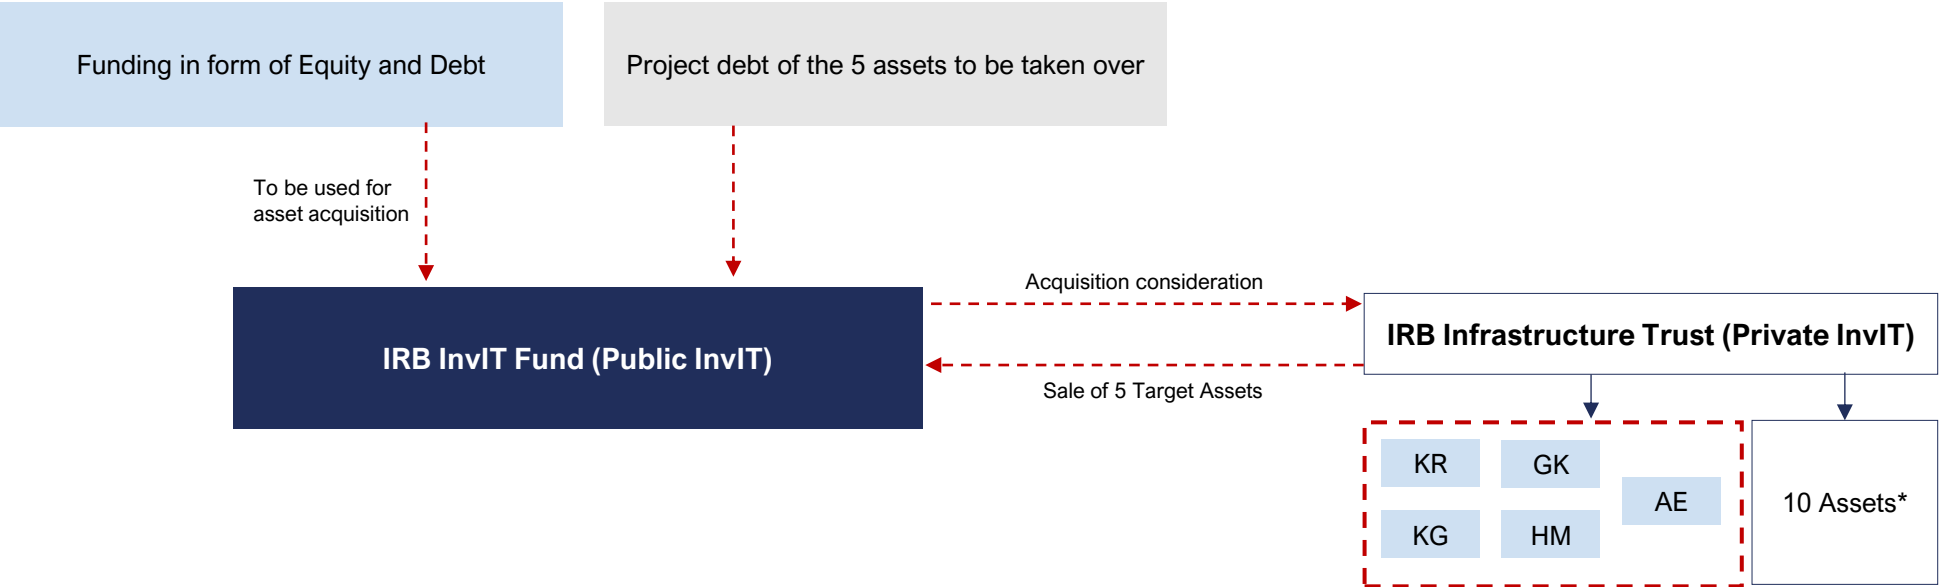 Funding in form of Equity and Debt
Project debt of the 5 assets to be taken over
To be used for
asset acquisition
Acquisition consideration
IRB InvIT Fund (Public InvIT)
IRB Infrastructure Trust (Private InvIT)
Sale of 5 Target Assets
KR
GK
AE
10 Assets*
KG
HM